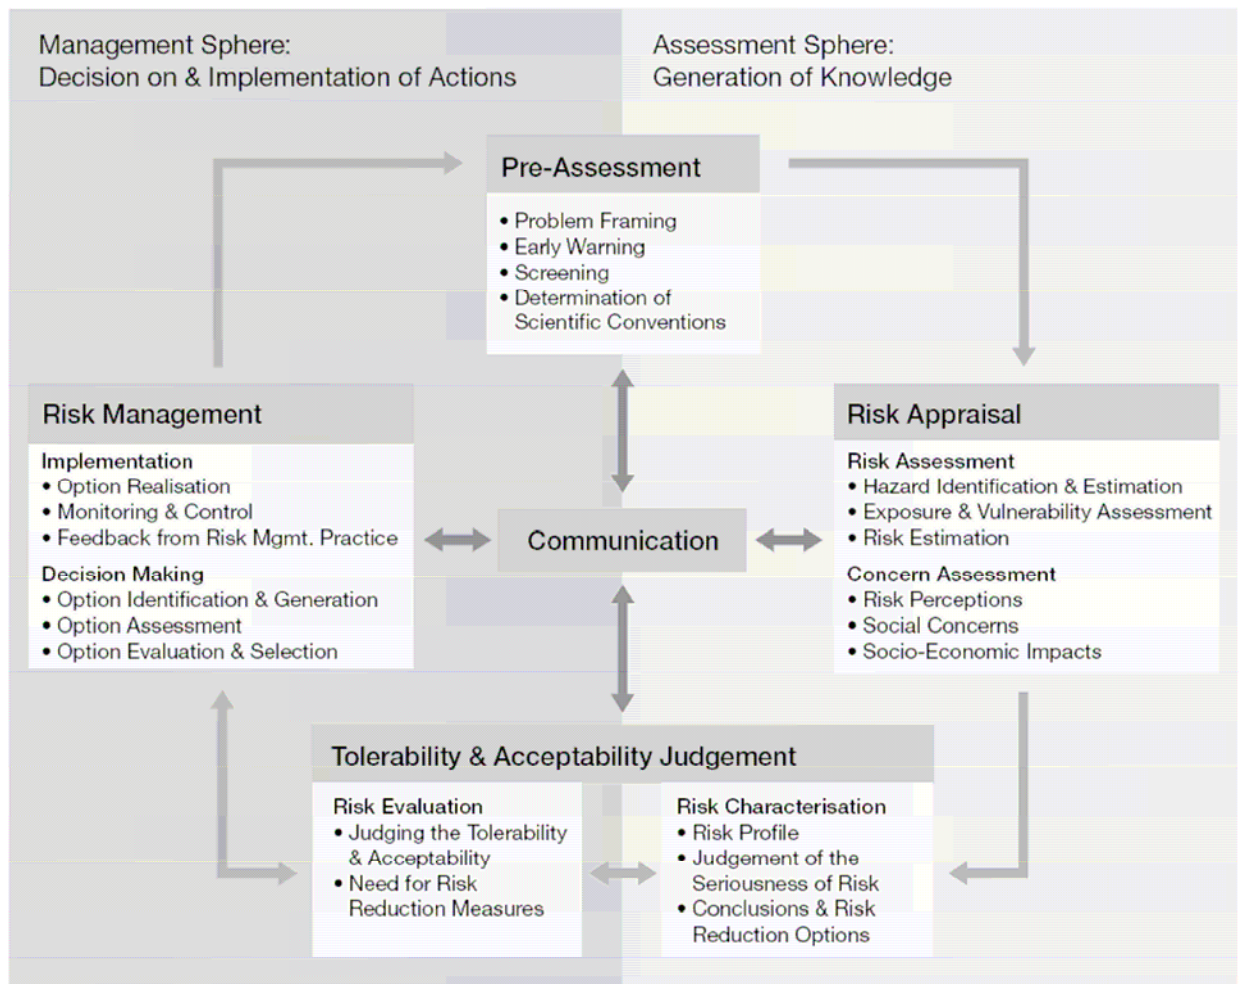 Management Sphere:
Decision on & Implementation of Actions
Assessment Sphere:
Generation of Knowledge
Pre-Assessment
• Problem Framing
• Early Warning
• Screening
• Determination of
Scientific Conventions
Risk Management
Implementation
• Option Realisation
• Monitoring & Control
• Feedback from Risk Mgmt. Practice
Decision Making
• Option Identification & Generation
• Option Assessment
• Option Evaluation & Selection
Communication
Risk Appraisal
Risk Assessment
• Hazard Identification & Estimation
• Exposure & Vulnerability Assessment
• Risk Estimation
Concern Assessment
• Risk Perceptions
• Social Concerns
• Socio-Economic Impacts
Tolerability & Acceptability Judgement
Risk Evaluation
• Judging the Tolerability
& Acceptability
• Need for Risk
Reduction Measures
Risk Characterisation
• Risk Profile
• Judgement of the
Seriousness of Risk
• Conclusions & Risk
Reduction Options